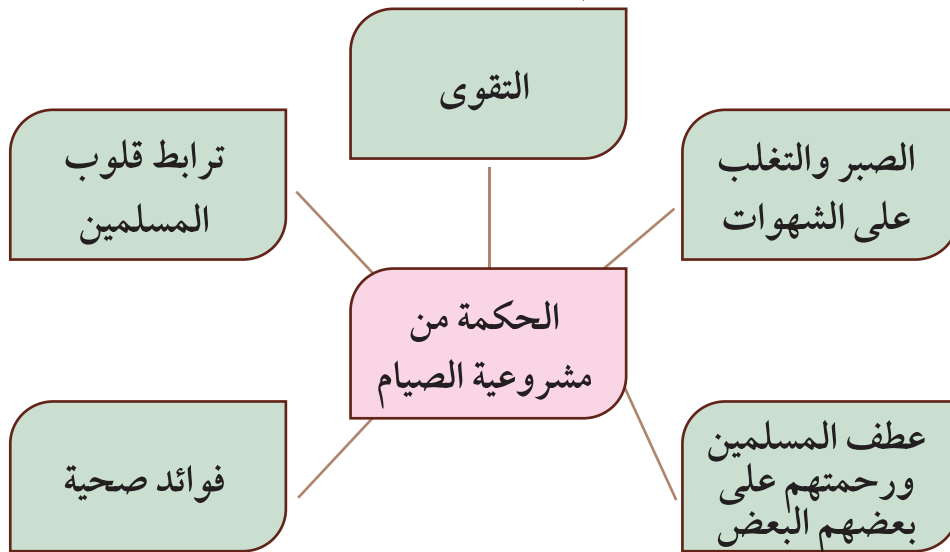 التقوى
الصبر والتغلب
على الشهوات
ترابط قلوب
المسلمين
الحكمة من
مشروعية الصيام
عطف المسلمين
ورحمتهم على
بعضهم البعض
فوائد صحية